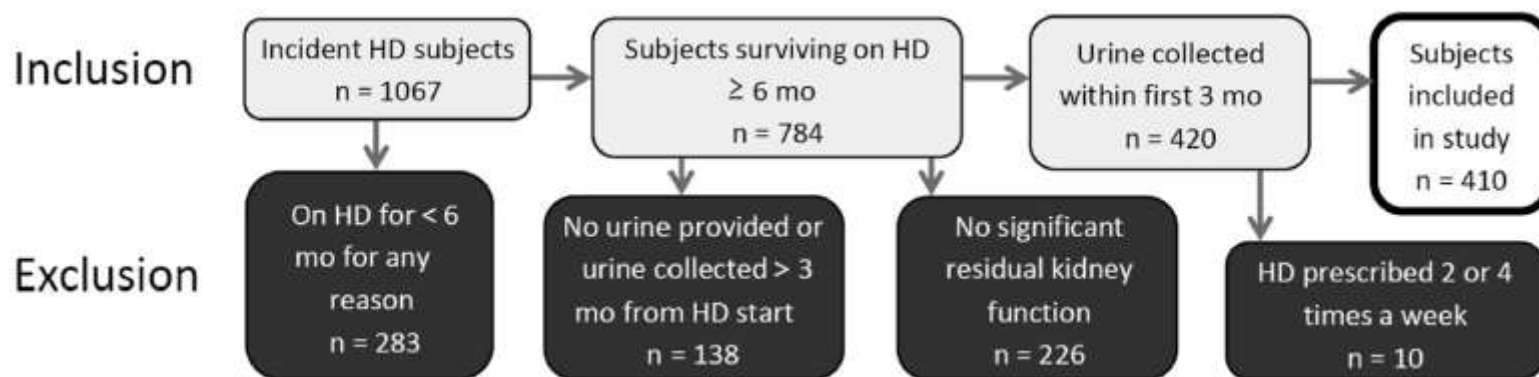 Inclusion
Incident HD subjects
n = 1067
Subjects surviving on HD
≥ 6 mo
n = 784
Urine collected
within first 3 mo
n = 420
Subjects
included
in study
n = 410
Exclusion
On HD for < 6
mo for any
reason
n = 283
No urine provided or
urine collected > 3
mo from HD start
n = 138
No significant
residual kidney
function
n = 226
HD prescribed 2 or 4
times a week
n = 10